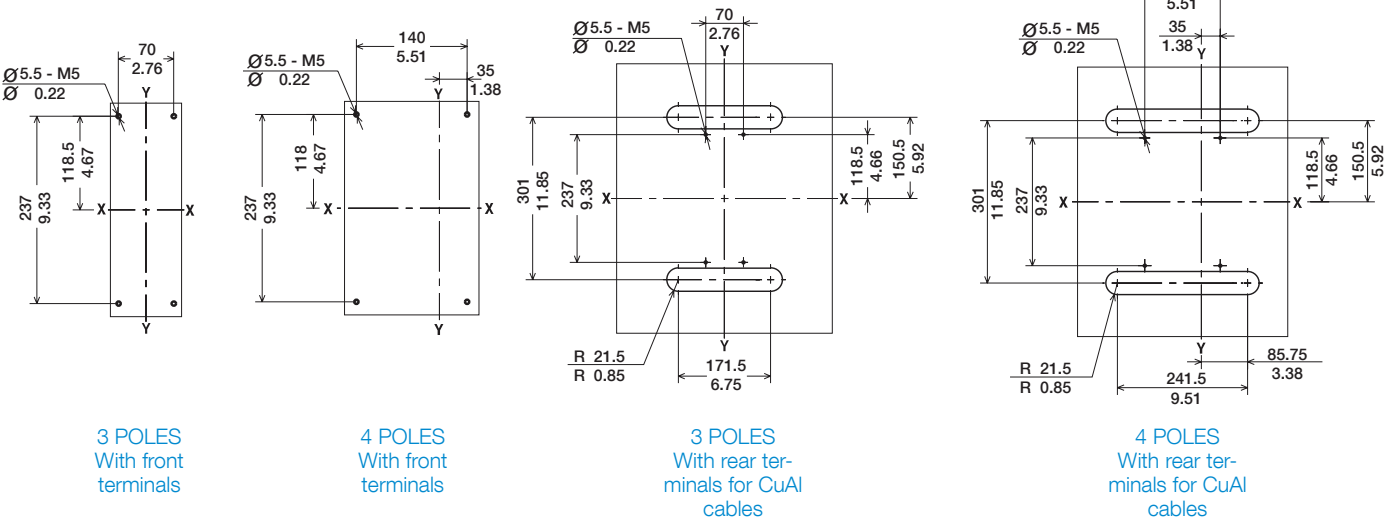 70
2.76
Ø 5.5 - M5
Ø 0.22
Y
118.5
4.67
237
9.33
X
X
Y
140
5.51
Ø 5.5 - M5
Ø 0.22
35
1.38
Y
118
4.67
237
9.33
X
X
Y
70
2.76
Ø 5.5 - M5
Ø 0.22
Y
301
11.85
237
9.33
118.5
4.66
150.5
5.92
X
X
R 21.5
R 0.85
Y
171.5
6.75
5.51
35
1.38
Ø 5.5 - M5
Ø 0.22
Y
301
11.85
237
9.33
118.5
4.66
150.5
5.92
X
X
R 21.5
R 0.85
Y
85.75
3.38
241.5
9.51
3 POLES
With front
terminals
4 POLES
With front
terminals
3 POLES
With rear ter-
minals for CuAl
cables
4 POLES
With rear ter-
minals for CuAl
cables